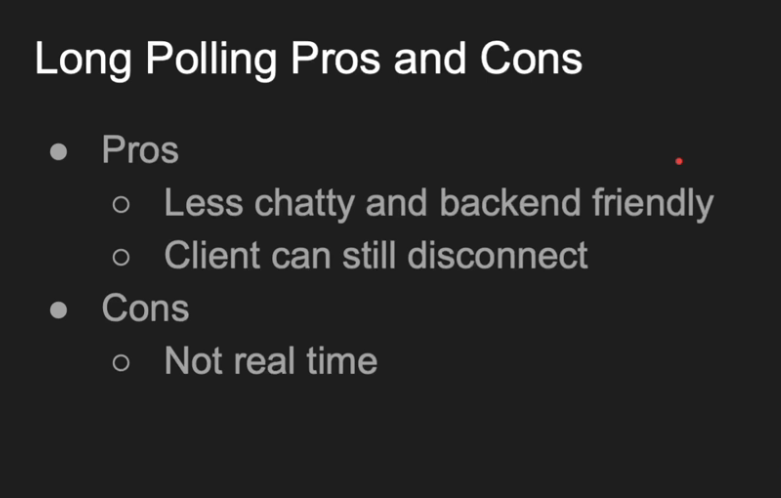 Long Polling Pros and Cons
● Pros
○ Less chatty and backend friendly
○ Client can still disconnect
● Cons
○ Not real time